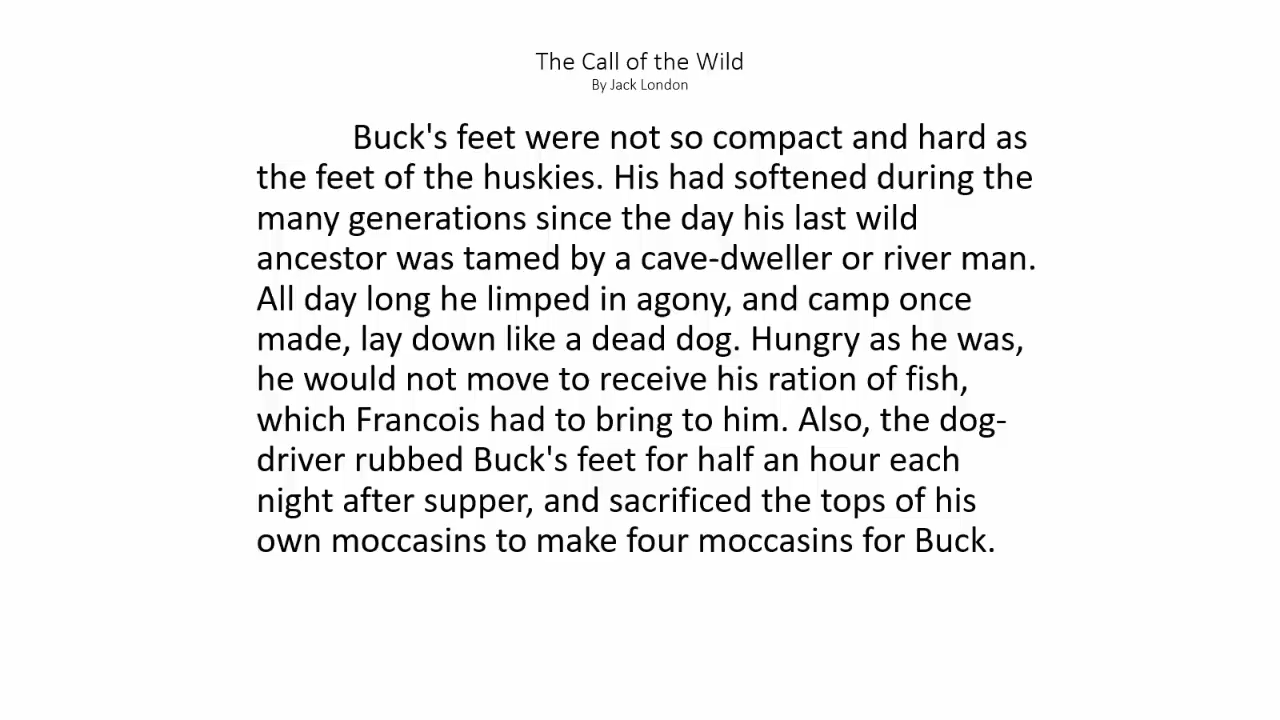 The Call of the Wild
By Jack London
Buck's feet were not so compact and hard as
the feet of the huskies. His had softened during the
many generations since the day his last wild
ancestor was tamed by a cave-dweller or river man.
All day long he limped in agony, and camp once
made, lay down like a dead dog. Hungry as he was,
he would not move to receive his ration of fish,
which Francois had to bring to him. Also, the dog-
driver rubbed Buck's feet for half an hour each
night after supper, and sacrificed the tops of his
own moccasins to make four moccasins for Buck.